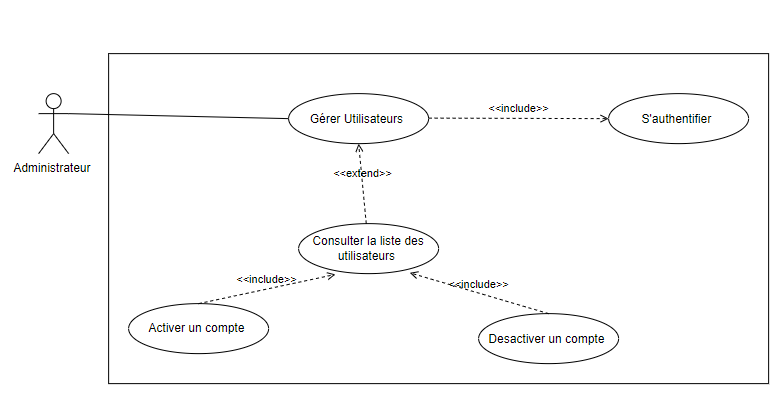 <<include>>
Gérer Utilisateurs
S'authentifier
Administrateur
<<extend>>
Consulter la liste des
utilisateurs
<<include>>
<<include>>
Activer un compte
Desactiver un compte